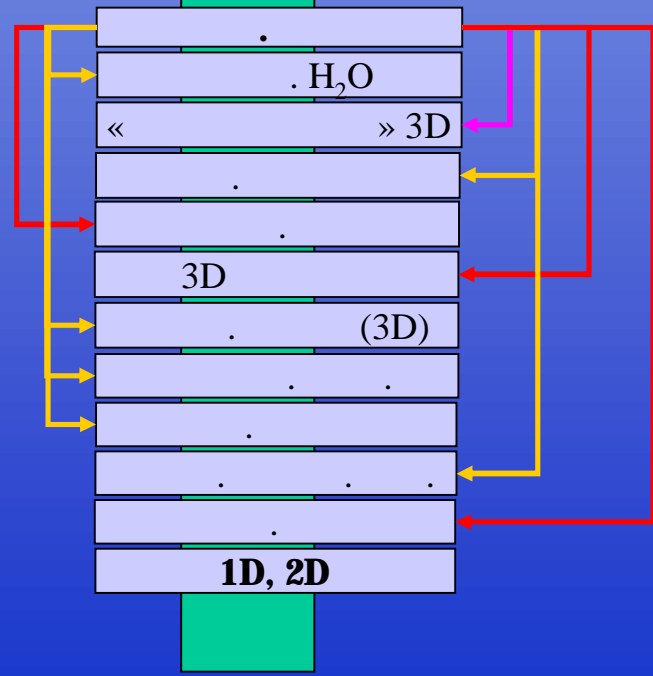 .
. H₂O
« » 3D
.
.
3D
. (3D)
. .
.
. . .
.
1D, 2D